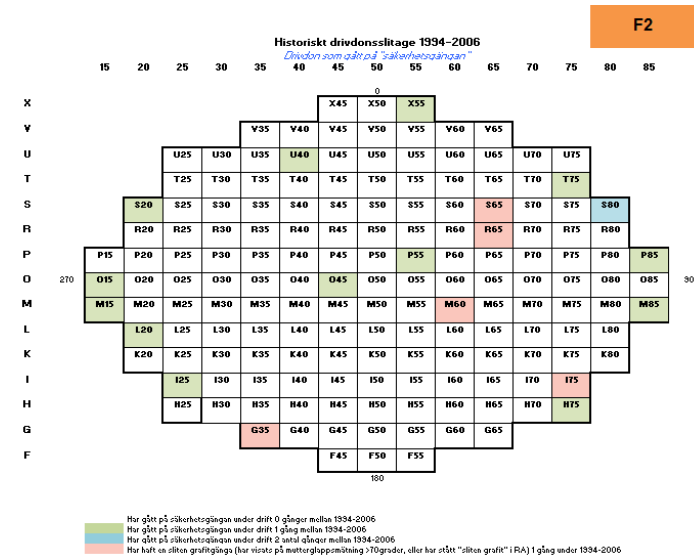 F2
Historiskt drivdonsslitage 1994-2006
Drivdon som gått på "säkerhetsgängan"
15 20 25 30 35 40 45 50 55 60 65 70 75 80 85
0
X X45 X50 X55
V V35 V40 V45 V50 V55 V60 V65
U U25 U30 U35 U40 U45 U50 U55 U60 U65 U70 U75
T T25 T30 T35 T40 T45 T50 T55 T60 T65 T70 T75
S S20 S25 S30 S35 S40 S45 S50 S55 S60 S65 S70 S75 S80
R R20 R25 R30 R35 R40 R45 R50 R55 R60 R65 R70 R75 R80
P P15 P20 P25 P30 P35 P40 P45 P50 P55 P60 P65 P70 P75 P80 P85
O 270 O15 O20 O25 O30 O35 O40 O45 O50 O55 O60 O65 O70 O75 O80 O85 90
M M15 M20 M25 M30 M35 M40 M45 M50 M55 M60 M65 M70 M75 M80 M85
L L20 L25 L30 L35 L40 L45 L50 L55 L60 L65 L70 L75 L80
K K20 K25 K30 K35 K40 K45 K50 K55 K60 K65 K70 K75 K80
I I25 I30 I35 I40 I45 I50 I55 I60 I65 I70 I75
H H25 H30 H35 H40 H45 H50 H55 H60 H65 H70 H75
G G35 G40 G45 G50 G55 G60 G65
F F45 F50 F55
180
Har gått på säkerhetsgängan under drift 0 gånger mellan 1994-2006
Har gått på säkerhetsgängan under drift 1 gång mellan 1994-2006
Har gått på säkerhetsgängan under drift 2 antal gånger mellan 1994-2006
Har haft en sliten grafitgänga (har visats på mutterglappsmätning >70grader, eller har stått "sliten grafit" i RA) 1 gång under 1994-2006